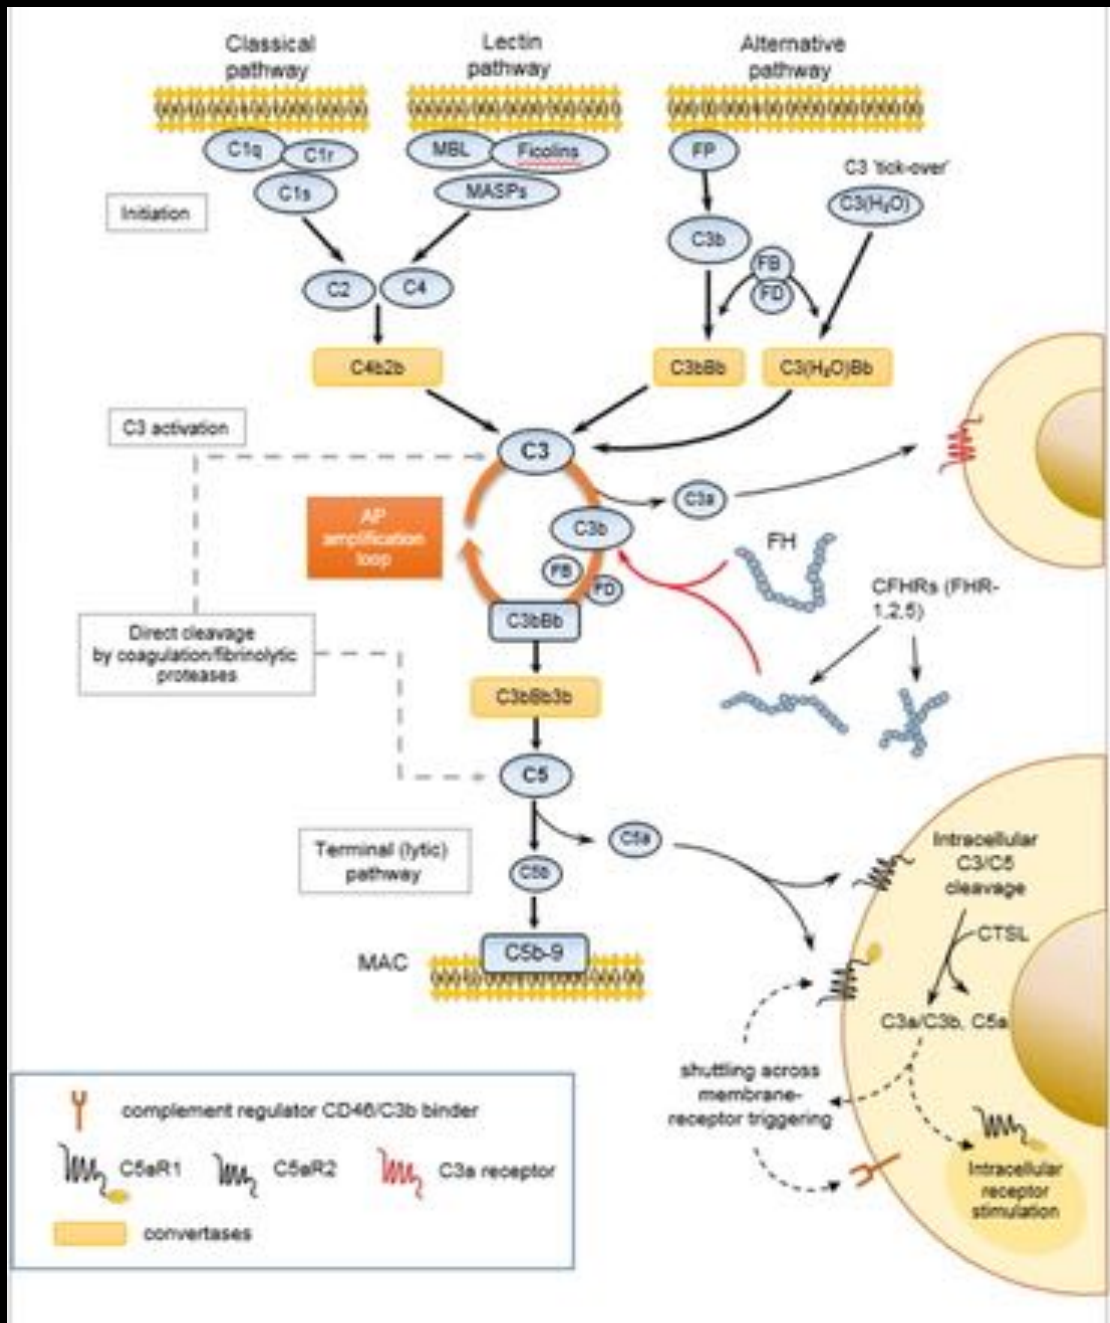 Classical
pathway
Lectin
pathway
Alternative
pathway
C1q
C1r
C1s
MBL
Ficolins
MASPs
FP
C3 'tick-over'
C3(H₂O)
Initiation
C3b
FB
FD
C2
C4
C4b2b
C3bBb
C3(H₂O)Bb
C3 activation
C3
C3a
AP
amplification
loop
C3b
FB
FD
FH
CFHRs (FHR-
1,2,5)
C3bBb
Direct cleavage
by coagulation/fibrinolytic
proteases
C3bBb3b
C5
C5a
Terminal (lytic)
pathway
C5b
MAC
C5b-9
Intracellular
C3/C5
cleavage
CTSL
C3a/C3b, C5a
shuttling across
membrane-
receptor triggering
Intracellular
receptor
stimulation
complement regulator CD46/C3b binder
C5aR1
C5aR2
C3a receptor
convertases